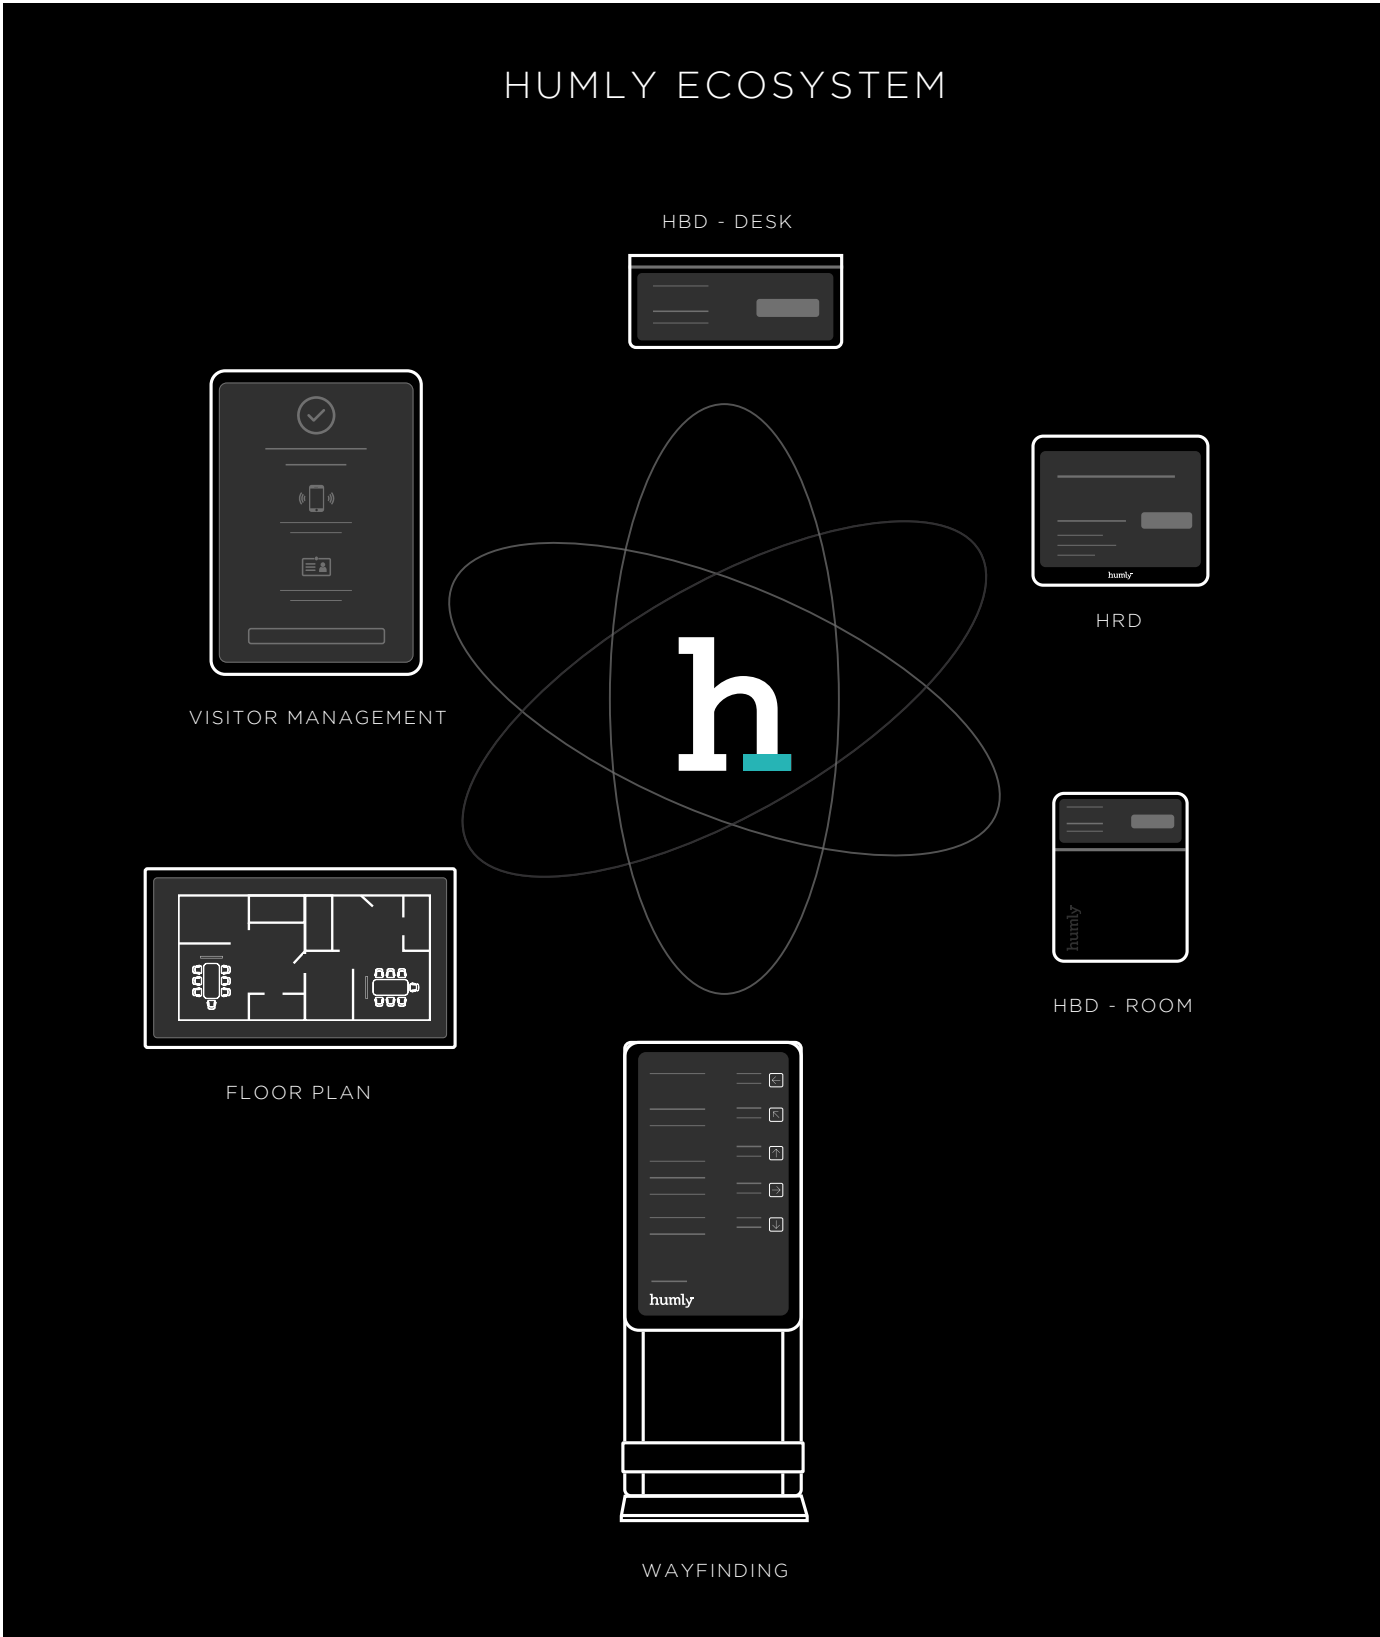 HUMLY ECOSYSTEM
HBD - DESK
humly
HRD
VISITOR MANAGEMENT
h
humly
HBD - ROOM
FLOOR PLAN
humly
WAYFINDING